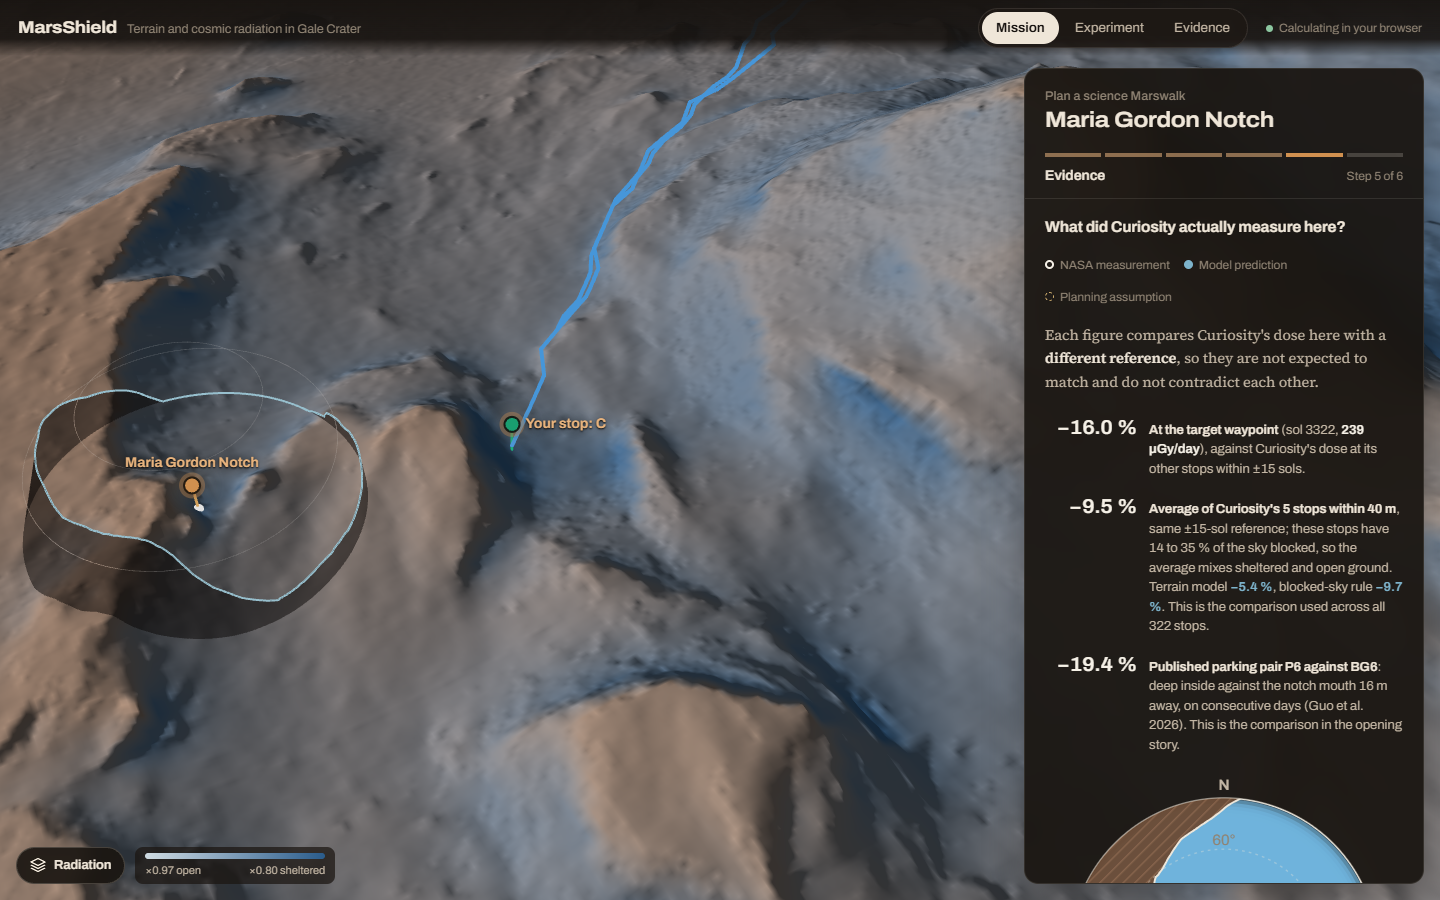 MarsShield Terrain and cosmic radiation in Gale Crater
Mission Experiment Evidence
Calculating in your browser
Plan a science Marswalk
Maria Gordon Notch
Evidence Step 5 of 6
What did Curiosity actually measure here?
NASA measurement Model prediction
Planning assumption
Each figure compares Curiosity's dose here with a
different reference, so they are not expected to
match and do not contradict each other.
−16.0 % At the target waypoint (sol 3322, 239
μGy/day), against Curiosity's dose at its
other stops within ±15 sols.
−9.5 % Average of Curiosity's 5 stops within 40 m,
same ±15-sol reference; these stops have
14 to 35 % of the sky blocked, so the
average mixes sheltered and open ground.
Terrain model −5.4 %, blocked-sky rule −9.7
%. This is the comparison used across all
322 stops.
−19.4 % Published parking pair P6 against BG6:
deep inside against the notch mouth 16 m
away, on consecutive days (Guo et al.
2026). This is the comparison in the opening
story.
N
60°
Your stop: C
Maria Gordon Notch
Radiation
×0.97 open ×0.80 sheltered